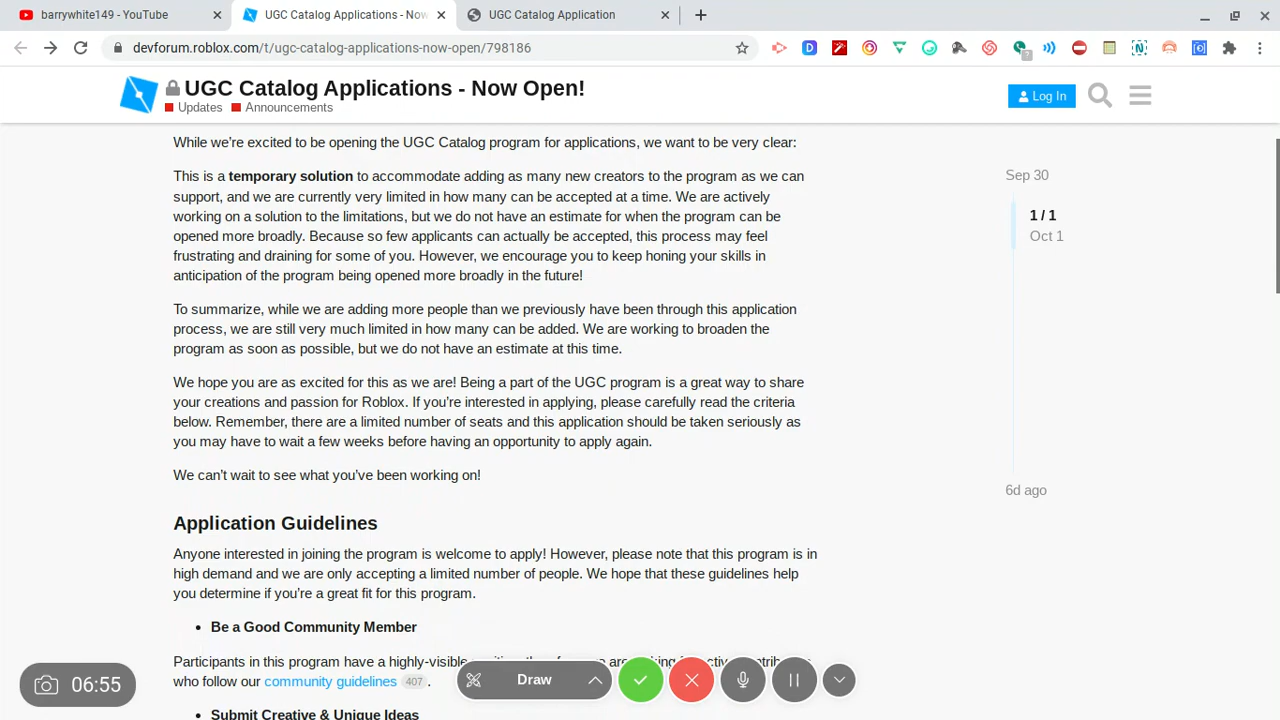 barrywhite149 - YouTube
UGC Catalog Applications - Now
UGC Catalog Application
devforum.roblox.com/t/ugc-catalog-applications-now-open/798186
UGC Catalog Applications - Now Open!
Updates Announcements
Log In
While we’re excited to be opening the UGC Catalog program for applications, we want to be very clear:
This is a temporary solution to accommodate adding as many new creators to the program as we can
support, and we are currently very limited in how many can be accepted at a time. We are actively
working on a solution to the limitations, but we do not have an estimate for when the program can be
opened more broadly. Because so few applicants can actually be accepted, this process may feel
frustrating and draining for some of you. However, we encourage you to keep honing your skills in
anticipation of the program being opened more broadly in the future!
To summarize, while we are adding more people than we previously have been through this application
process, we are still very much limited in how many can be added. We are working to broaden the
program as soon as possible, but we do not have an estimate at this time.
We hope you are as excited for this as we are! Being a part of the UGC program is a great way to share
your creations and passion for Roblox. If you’re interested in applying, please carefully read the criteria
below. Remember, there are a limited number of seats and this application should be taken seriously as
you may have to wait a few weeks before having an opportunity to apply again.
We can’t wait to see what you’ve been working on!
Sep 30
1 / 1
Oct 1
6d ago
Application Guidelines
Anyone interested in joining the program is welcome to apply! However, please note that this program is in
high demand and we are only accepting a limited number of people. We hope that these guidelines help
you determine if you’re a great fit for this program.
• Be a Good Community Member
Participants in this program have a highly-visible
who follow our community guidelines 407 .
• Submit Creative & Unique Ideas
06:55
Draw